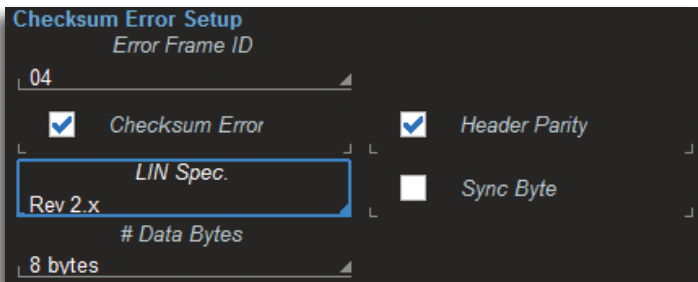 Checksum Error Setup
Error Frame ID
04
Checksum Error
Header Parity
LIN Spec.
Rev 2.x
Sync Byte
# Data Bytes
8 bytes